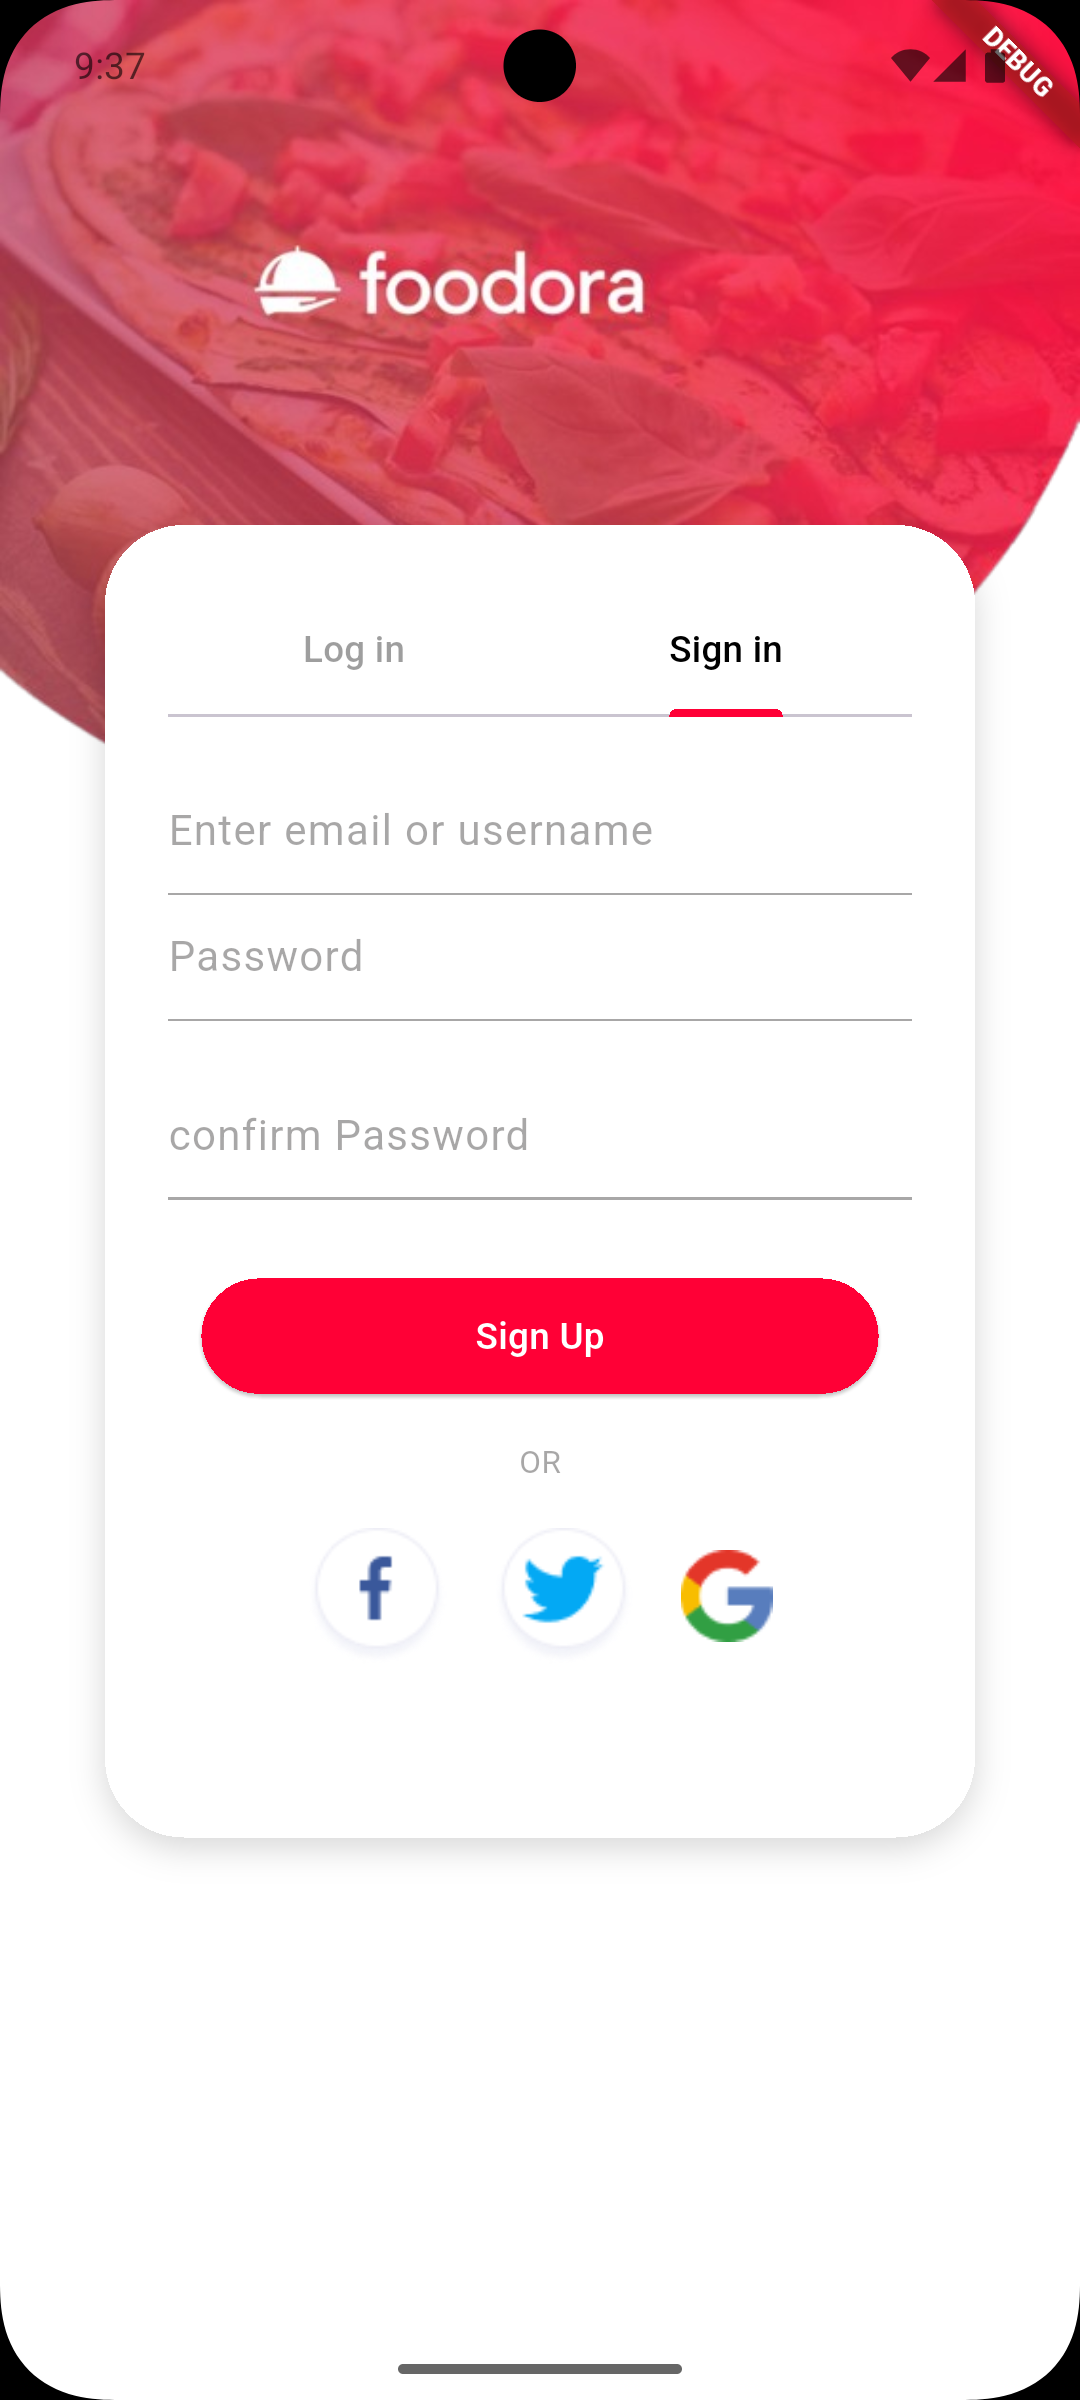 9:37
DEBUG
foodora
Log in
Sign in
Enter email or username
Password
confirm Password
Sign Up
OR